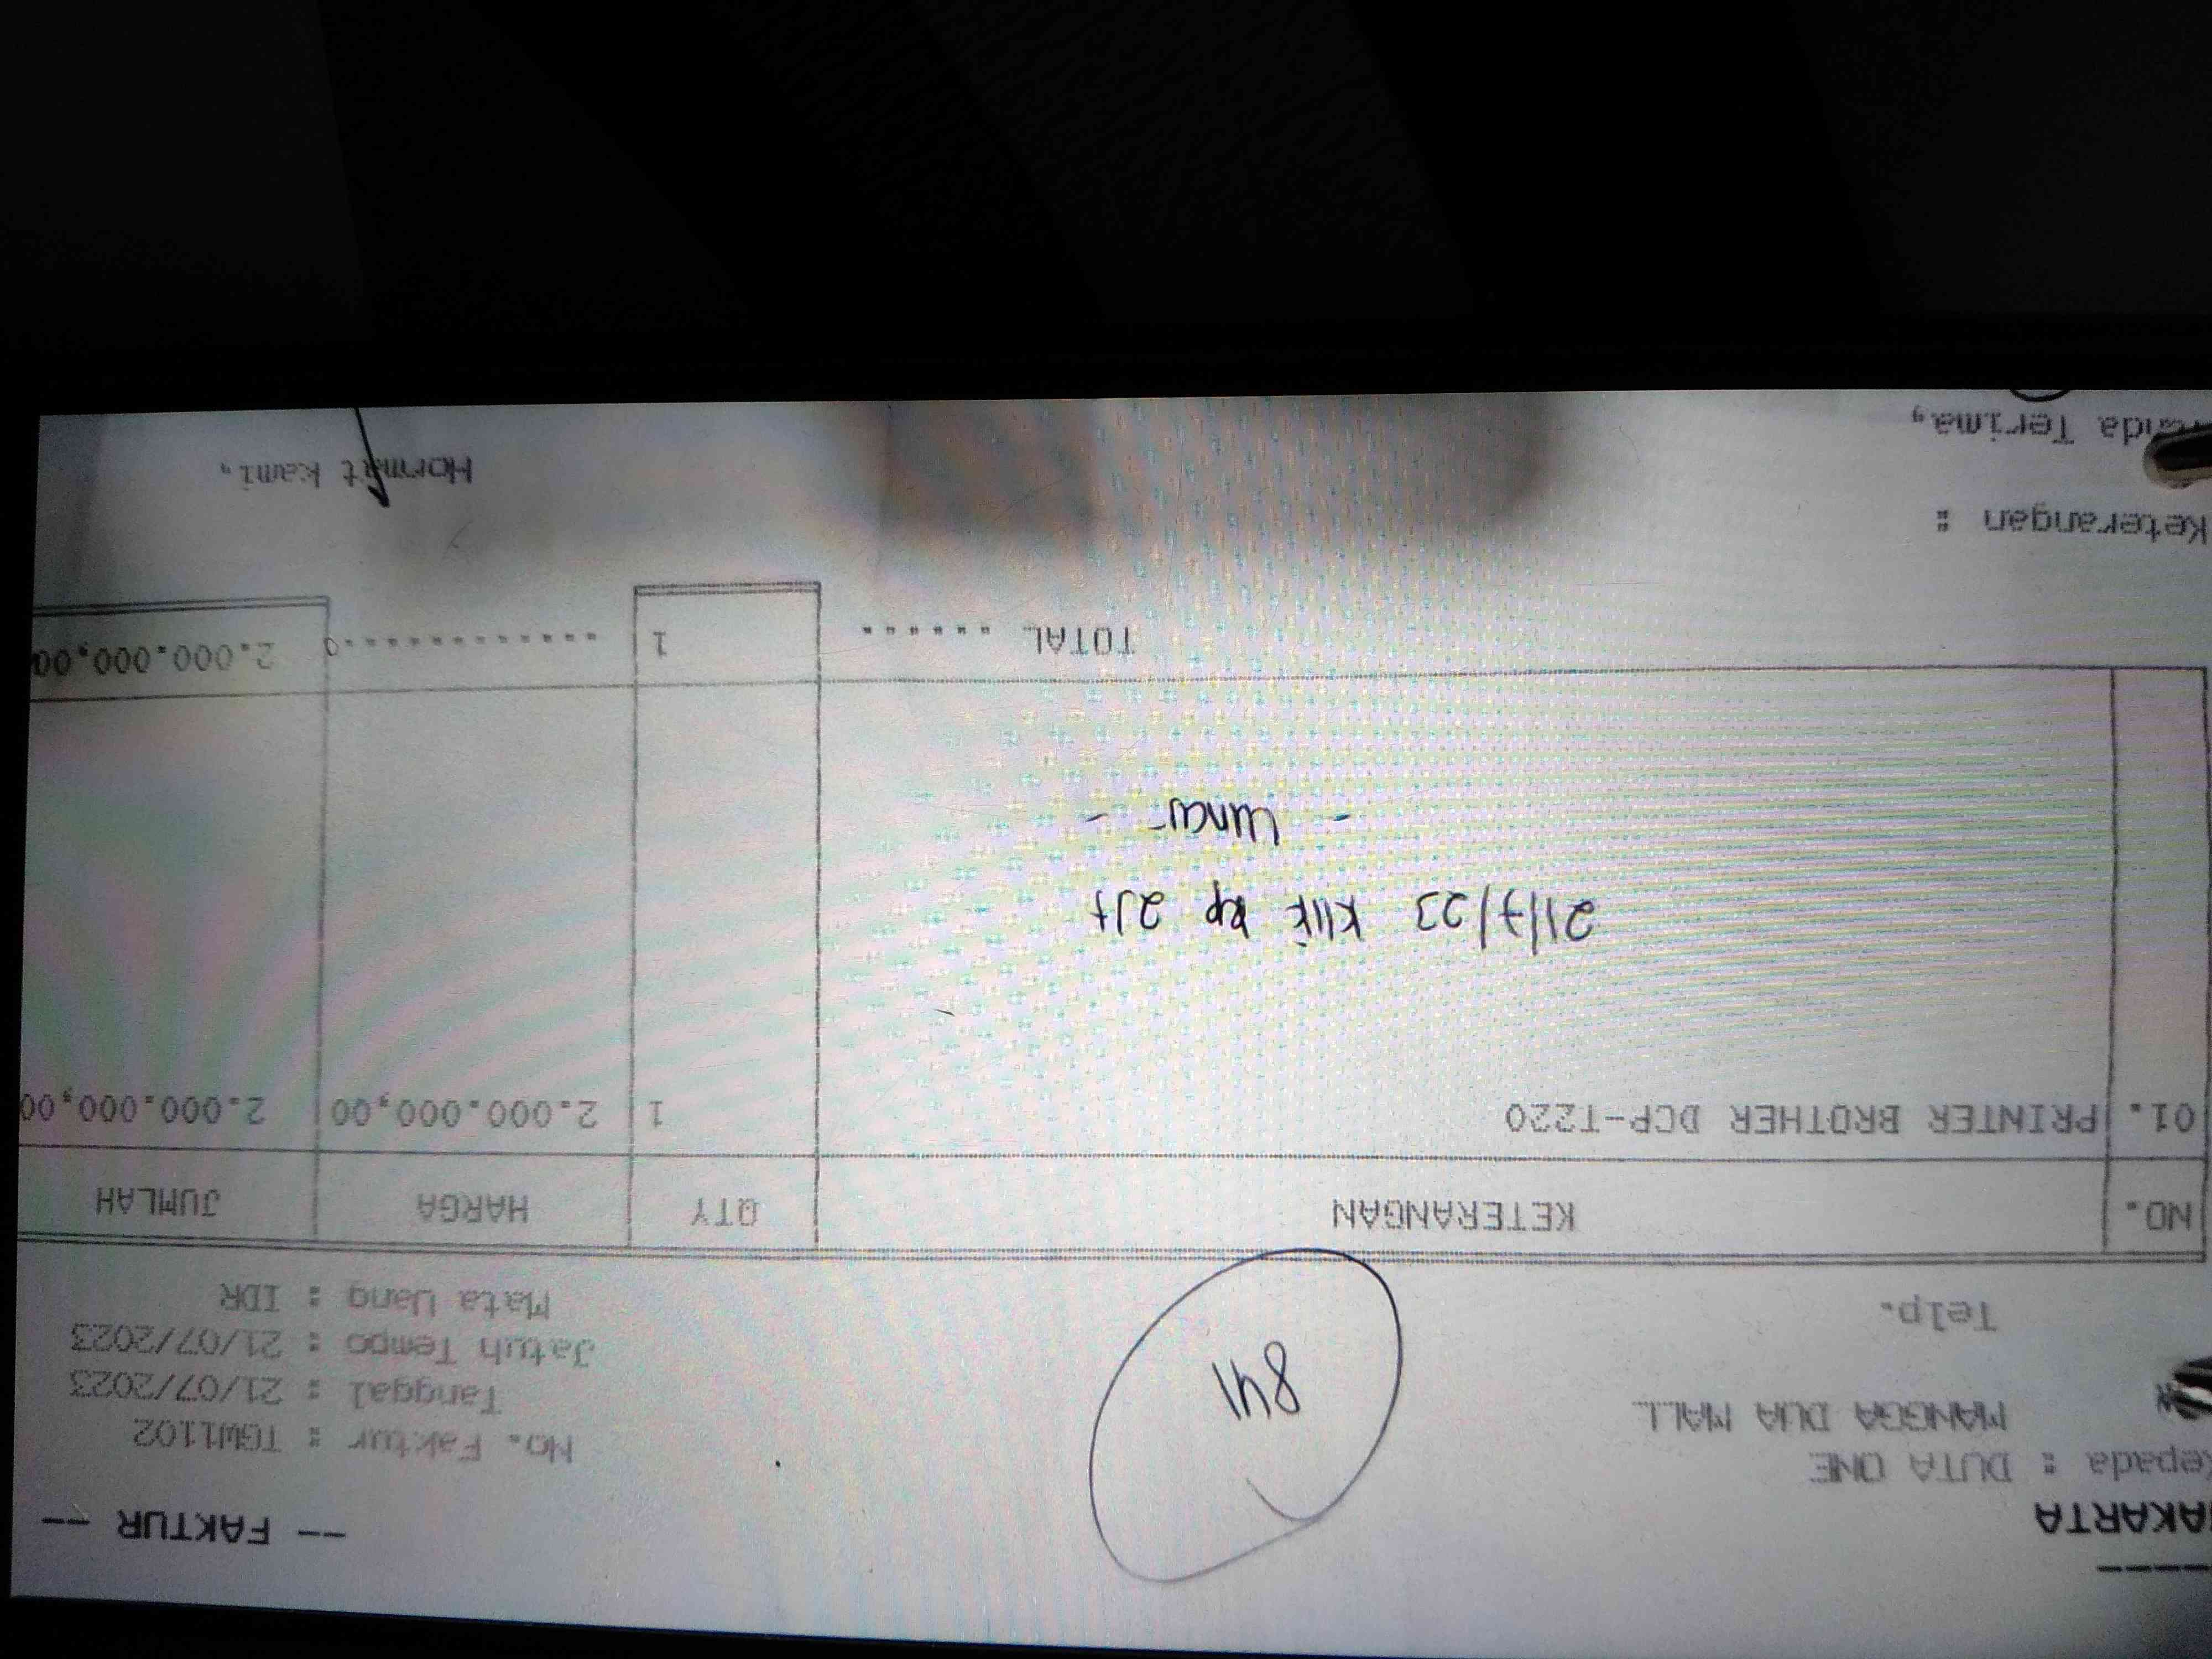 -----
AKARTA
-- FAKTUR --
epada : DUTA ONE
MANGGA DUA MALL
Telp.
No. Faktur : TGW1102
Tanggal : 21/07/2023
Jatuh Tempo : 21/07/2023
Mata Uang : IDR
841
NO. KETERANGAN QTY HARGA JUMLAH
01. PRINTER BROTHER DCP-T220 1 2.000.000,00 2.000.000,00
21/7/23 Rp 2Jt
TOTAL ...... 1 ............. 2.000.000,00
Keterangan :
Tanda Terima, Hormat kami,